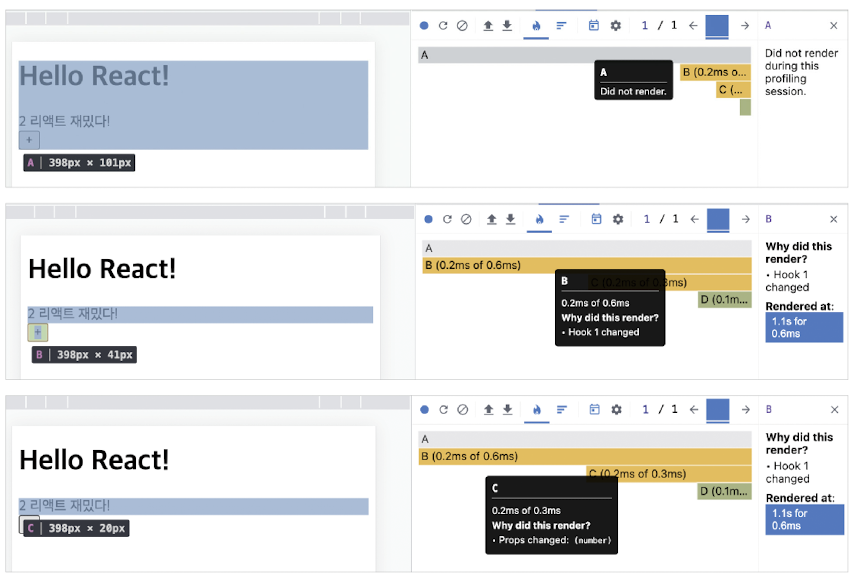 1 / 1
A
Hello React!
2 리액트 재밌다!
+
A | 398px × 101px
A
B (0.2ms o...
C (...
A
Did not render.
Did not render
during this
profiling
session.
1 / 1
B
Hello React!
2 리액트 재밌다!
+
B | 398px × 41px
A
B (0.2ms of 0.6ms)
C (0.2ms of 0.3ms)
D (0.1m...
B
0.2ms of 0.6ms
Why did this render?
• Hook 1 changed
Why did this
render?
• Hook 1
changed
Rendered at:
1.1s for
0.6ms
1 / 1
B
Hello React!
2 리액트 재밌다!
C | 398px × 20px
A
B (0.2ms of 0.6ms)
C (0.2ms of 0.3ms)
D (0.1m...
C
0.2ms of 0.3ms
Why did this render?
• Props changed: (number)
Why did this
render?
• Hook 1
changed
Rendered at:
1.1s for
0.6ms